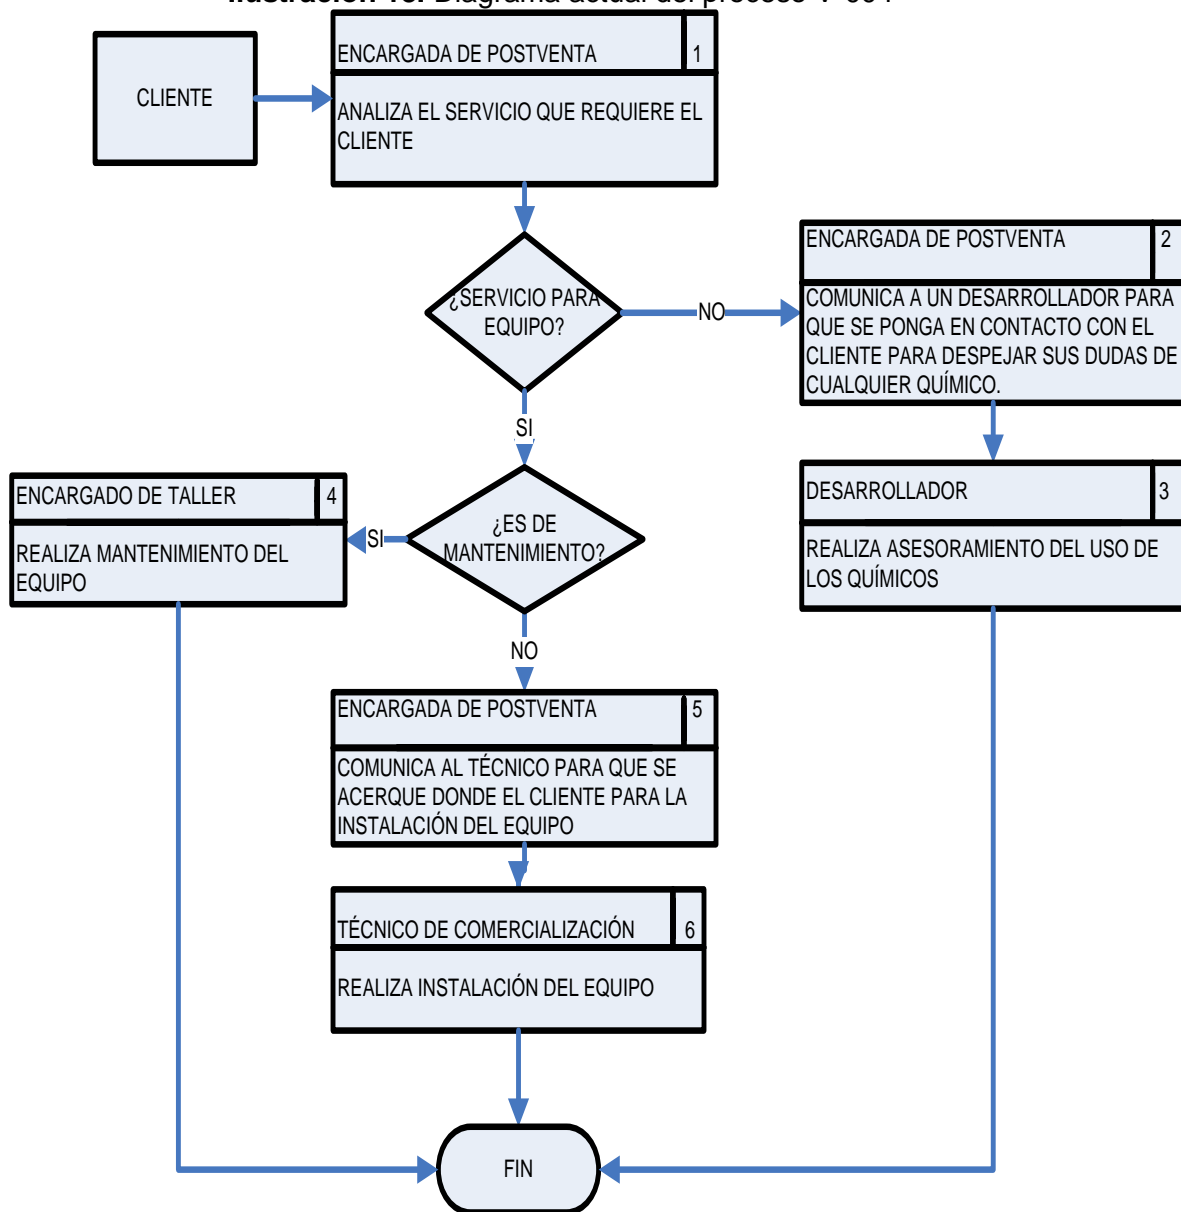 Diagrama actual del proceso
ENCARGADA DE POSTVENTA 1
CLIENTE
ANALIZA EL SERVICIO QUE REQUIERE EL
CLIENTE
¿SERVICIO PARA
EQUIPO?
NO
ENCARGADA DE POSTVENTA 2
COMUNICA A UN DESARROLLADOR PARA
QUE SE PONGA EN CONTACTO CON EL
CLIENTE PARA DESPEJAR SUS DUDAS DE
CUALQUIER QUÍMICO.
SI
DESARROLLADOR 3
REALIZA ASESORAMIENTO DEL USO DE
LOS QUÍMICOS
¿ES DE
MANTENIMIENTO?
SI
ENCARGADO DE TALLER 4
REALIZA MANTENIMIENTO DEL
EQUIPO
NO
ENCARGADA DE POSTVENTA 5
COMUNICA AL TÉCNICO PARA QUE SE
ACERQUE DONDE EL CLIENTE PARA LA
INSTALACIÓN DEL EQUIPO
TÉCNICO DE COMERCIALIZACIÓN 6
REALIZA INSTALACIÓN DEL EQUIPO
FIN